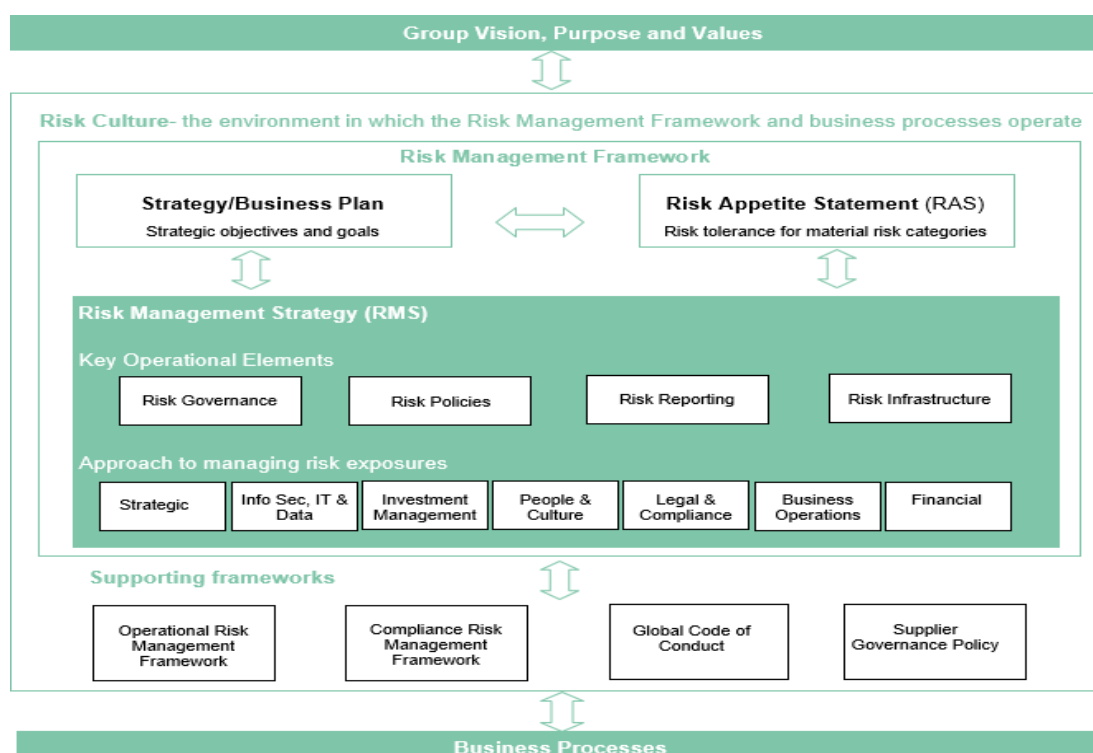 Group Vision, Purpose and Values
Risk Culture- the environment in which the Risk Management Framework and business processes operate
Risk Management Framework
Strategy/Business Plan
Strategic objectives and goals
Risk Appetite Statement (RAS)
Risk tolerance for material risk categories
Risk Management Strategy (RMS)
Key Operational Elements
Risk Governance
Risk Policies
Risk Reporting
Risk Infrastructure
Approach to managing risk exposures
Strategic
Info Sec, IT &
Data
Investment
Management
People &
Culture
Legal &
Compliance
Business
Operations
Financial
Supporting frameworks
Operational Risk
Management
Framework
Compliance Risk
Management
Framework
Global Code of
Conduct
Supplier
Governance Policy
Business Processes